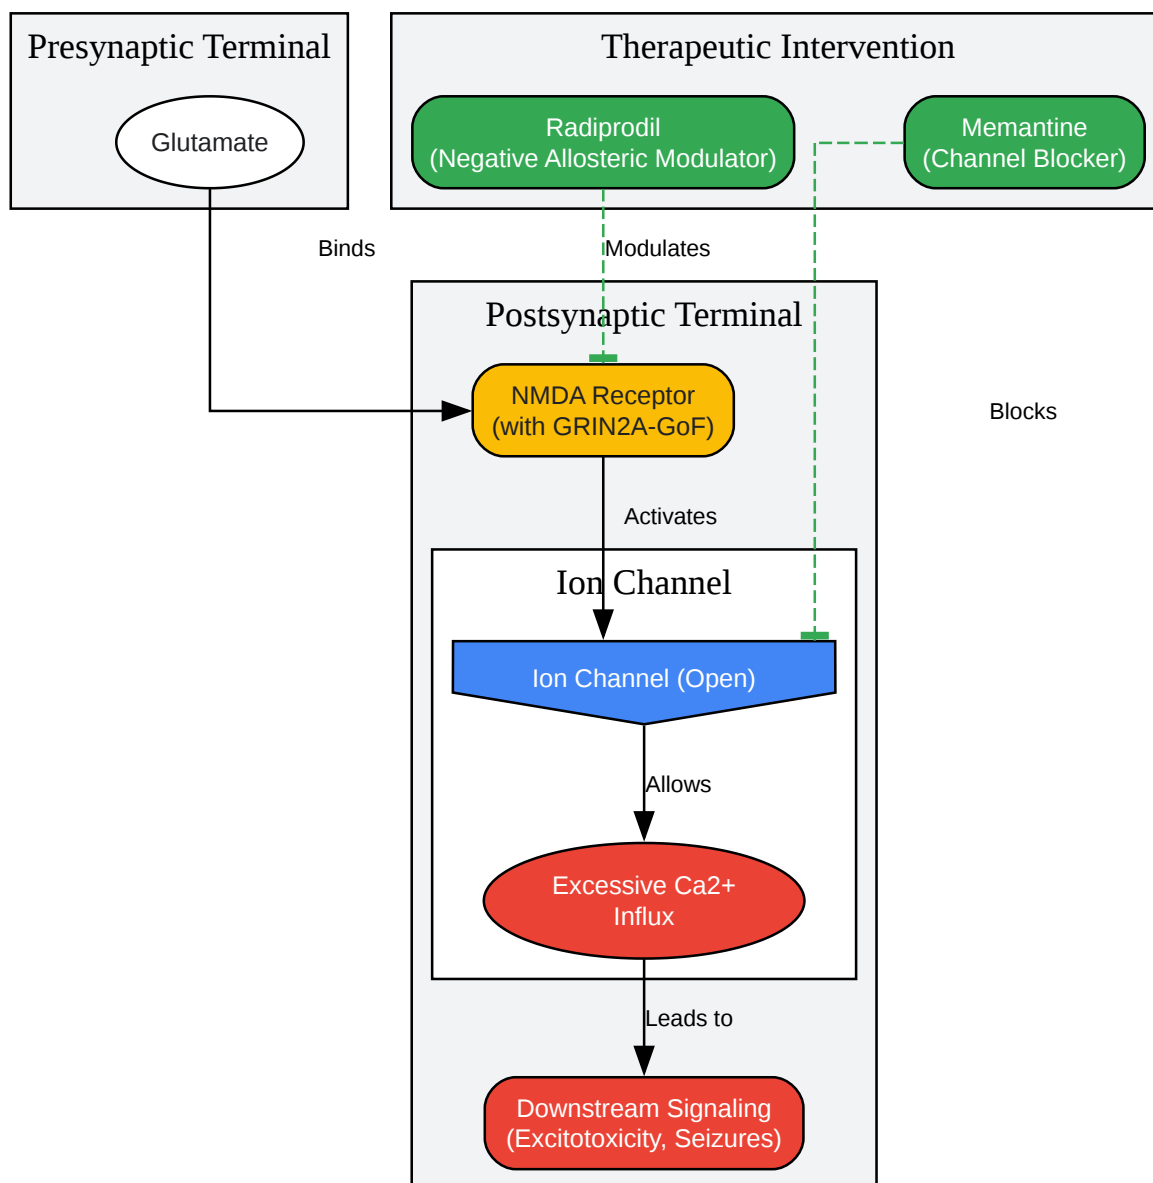 Presynaptic Terminal
Therapeutic Intervention
Glutamate
Radiprodil
(Negative Allosteric Modulator)
Memantine
(Channel Blocker)
Binds
Modulates
Postsynaptic Terminal
NMDA Receptor
(with GRIN2A-GoF)
Blocks
Activates
Ion Channel
Ion Channel (Open)
Allows
Excessive Ca2+
Influx
Leads to
Downstream Signaling
(Excitotoxicity, Seizures)